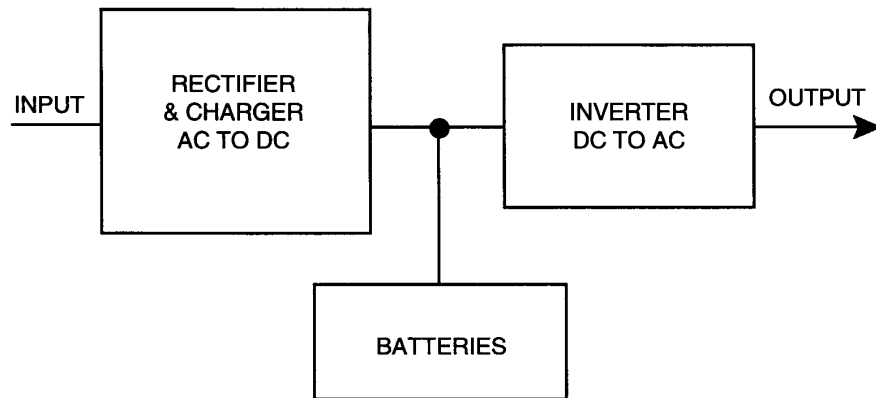 INPUT
RECTIFIER
& CHARGER
AC TO DC
INVERTER
DC TO AC
OUTPUT
BATTERIES